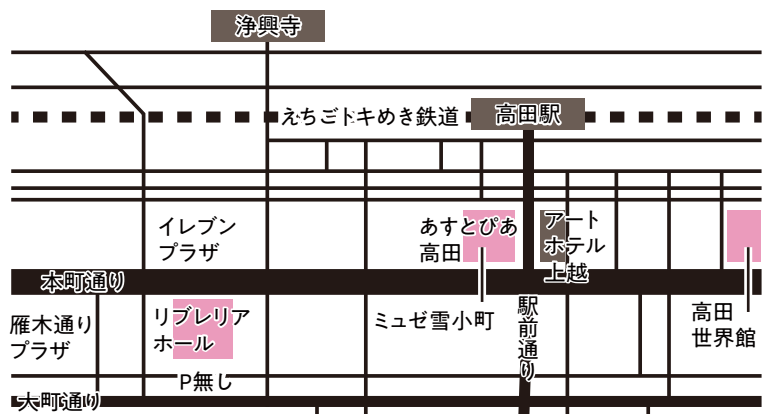 浄興寺
えちごトキめき鉄道
高田駅
イレブン
プラザ
あすとぴあ
高田
アート
ホテル
上越
本町通り
雁木通り
プラザ
リブレリア
ホール
ミュゼ雪小町
駅前通り
高田
世界館
P無し
大町通り